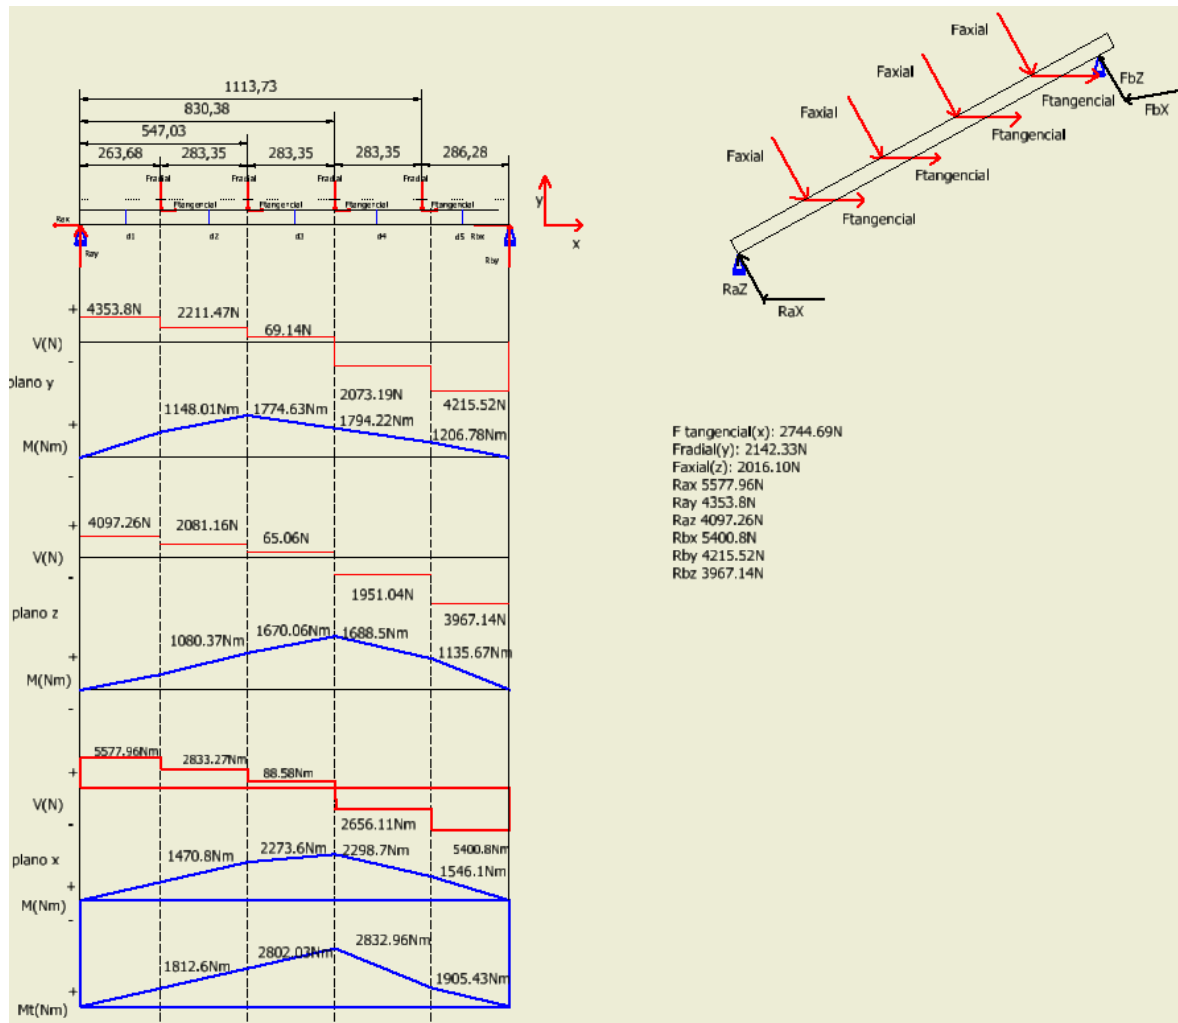 1113,73
830,38
547,03
263,68 283,35 283,35 283,35 286,28
Fradial Fradial Fradial Fradial
Ftangencial Ftangencial Ftangencial Ftangencial
Rax
d1 d2 d3 d4 d5 Rbx
Ray
Rby
y
x
Faxial
Faxial
Faxial
Faxial
FbZ
FbX
Ftangencial
Ftangencial
Ftangencial
Ftangencial
RaZ
RaX
+ 4353.8N 2211.47N 69.14N
V(N)
-
plano y
2073.19N 4215.52N
1148.01Nm 1774.63Nm 1794.22Nm 1206.78Nm
+
M(Nm)
-
+ 4097.26N 2081.16N 65.06N
V(N)
-
1951.04N 3967.14N
plano z
1080.37Nm 1670.06Nm 1688.5Nm 1135.67Nm
+
M(Nm)
-
5577.96Nm 2833.27Nm 88.58Nm
+
V(N)
-
2656.11Nm 5400.8Nm
plano x
1470.8Nm 2273.6Nm 2298.7Nm 1546.1Nm
+
M(Nm)
-
1812.6Nm 2802.03Nm 2832.96Nm 1905.43Nm
+
Mt(Nm)
F tangencial(x): 2744.69N
Fradial(y): 2142.33N
Faxial(z): 2016.10N
Rax 5577.96N
Ray 4353.8N
Raz 4097.26N
Rbx 5400.8N
Rby 4215.52N
Rbz 3967.14N